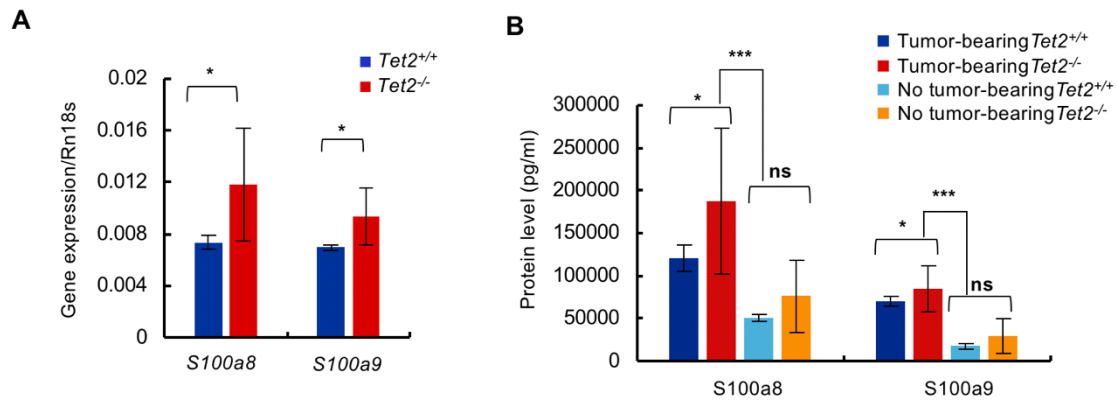 A
Tet2+/+
Tet2-/-
0.02
0.016
0.012
0.008
0.004
0
Gene expression/Rn18s
*
*
S100a8
S100a9
B
Tumor-bearingTet2+/+
Tumor-bearingTet2-/-
No tumor-bearingTet2+/+
No tumor-bearingTet2-/-
300000
250000
200000
150000
100000
50000
0
Protein level (pg/ml)
*
***
ns
*
***
ns
S100a8
S100a9